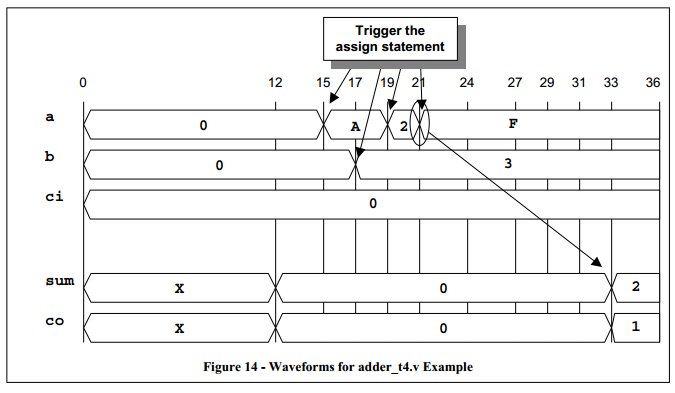 Trigger the
assign statement
0 12 15 17 19 21 24 27 29 31 33 36
a 0 A 2 F
b 0 3
ci 0
sum X 0 2
co X 0 1
Figure 14 - Waveforms for adder_t4.v Example